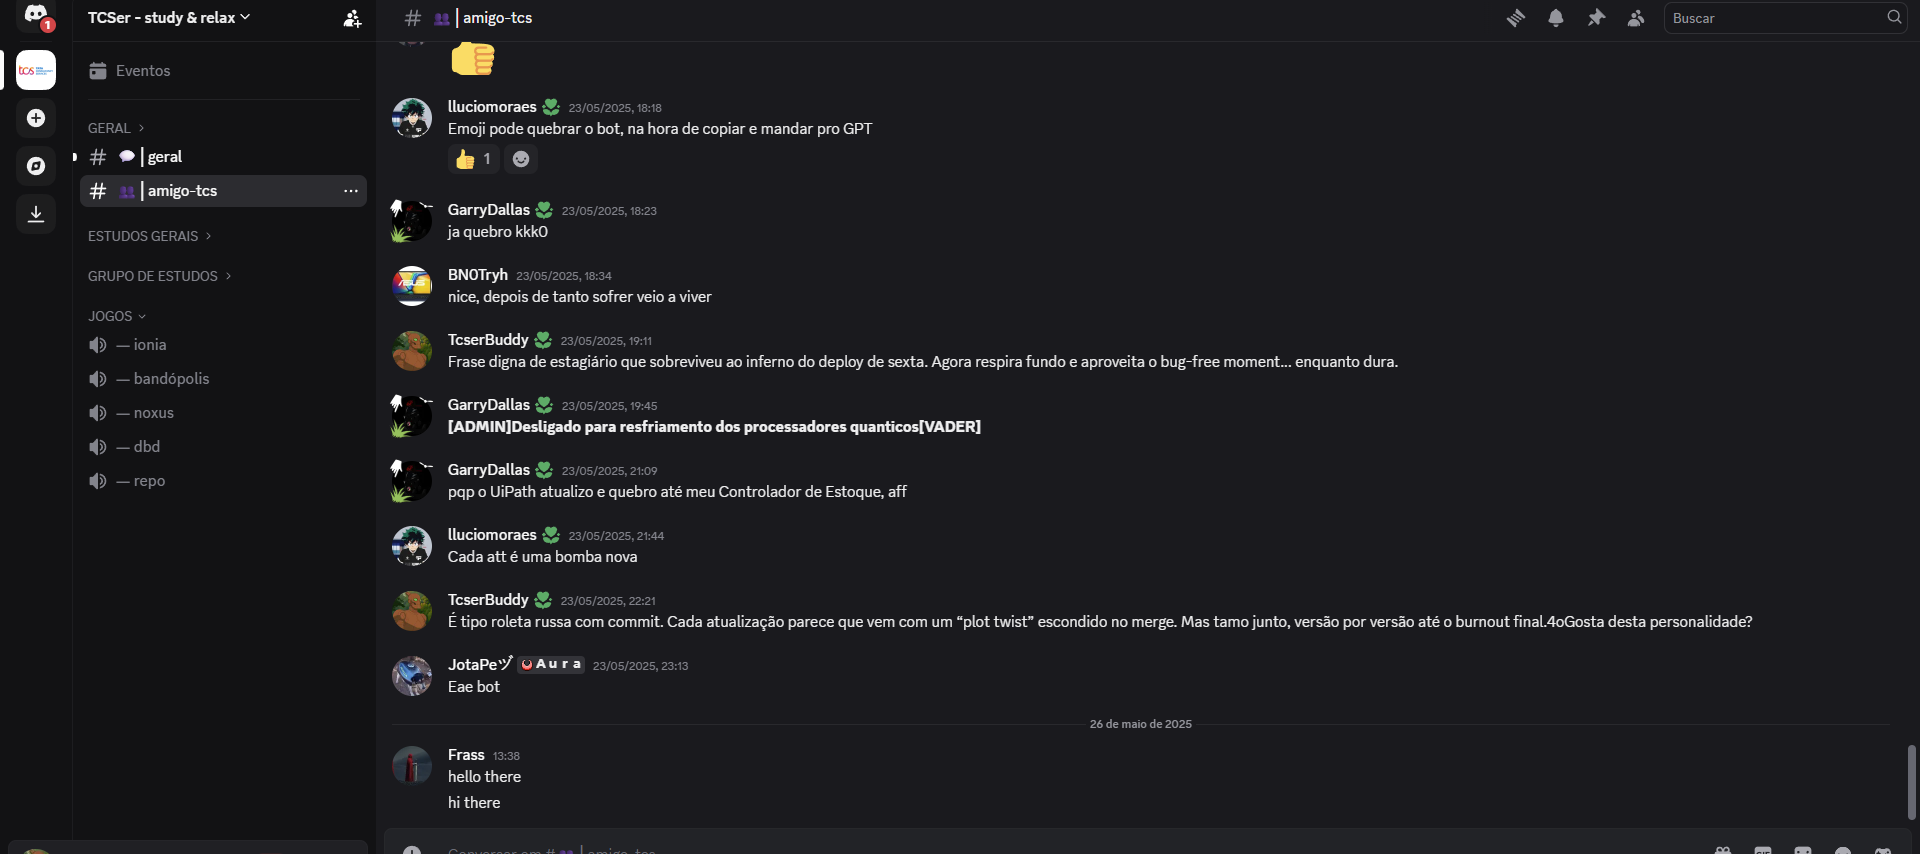 1
TCSer - study & relax
# | amigo-tcs
Buscar
tcs
Eventos
GERAL
# | geral
# | amigo-tcs
ESTUDOS GERAIS
GRUPO DE ESTUDOS
JOGOS
— ionia
— bandópolis
— noxus
— dbd
— repo
lluciomoraes 23/05/2025, 18:18
Emoji pode quebrar o bot, na hora de copiar e mandar pro GPT
👍 1
GarryDallas 23/05/2025, 18:23
ja quebro kkk0
BN0Tryh 23/05/2025, 18:34
nice, depois de tanto sofrer veio a viver
TcserBuddy 23/05/2025, 19:11
Frase digna de estagiário que sobreviveu ao inferno do deploy de sexta. Agora respira fundo e aproveita o bug-free moment... enquanto dura.
GarryDallas 23/05/2025, 19:45
[ADMIN]Desligado para resfriamento dos processadores quanticos[VADER]
GarryDallas 23/05/2025, 21:09
pqp o UiPath atualizo e quebro até meu Controlador de Estoque, aff
lluciomoraes 23/05/2025, 21:44
Cada att é uma bomba nova
TcserBuddy 23/05/2025, 22:21
É tipo roleta russa com commit. Cada atualização parece que vem com um “plot twist” escondido no merge. Mas tamo junto, versão por versão até o burnout final.4oGosta desta personalidade?
JotaPeヅ Aura 23/05/2025, 23:13
Eae bot
26 de maio de 2025
Frass 13:38
hello there
hi there
Conversar em # | amigo-tcs